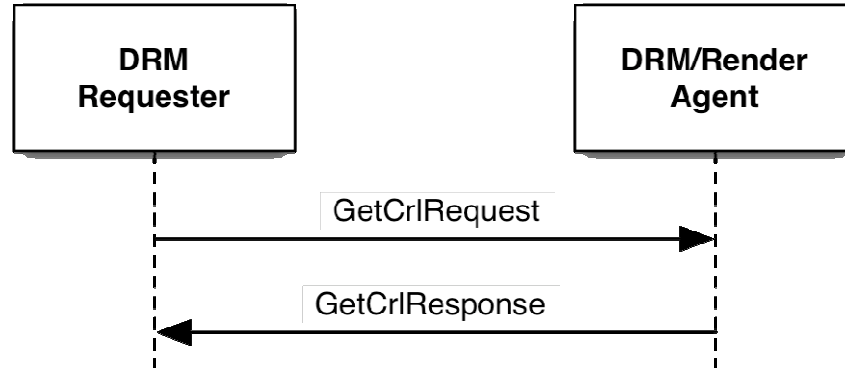 DRM
Requester
DRM/Render
Agent
GetCrlRequest
GetCrlResponse